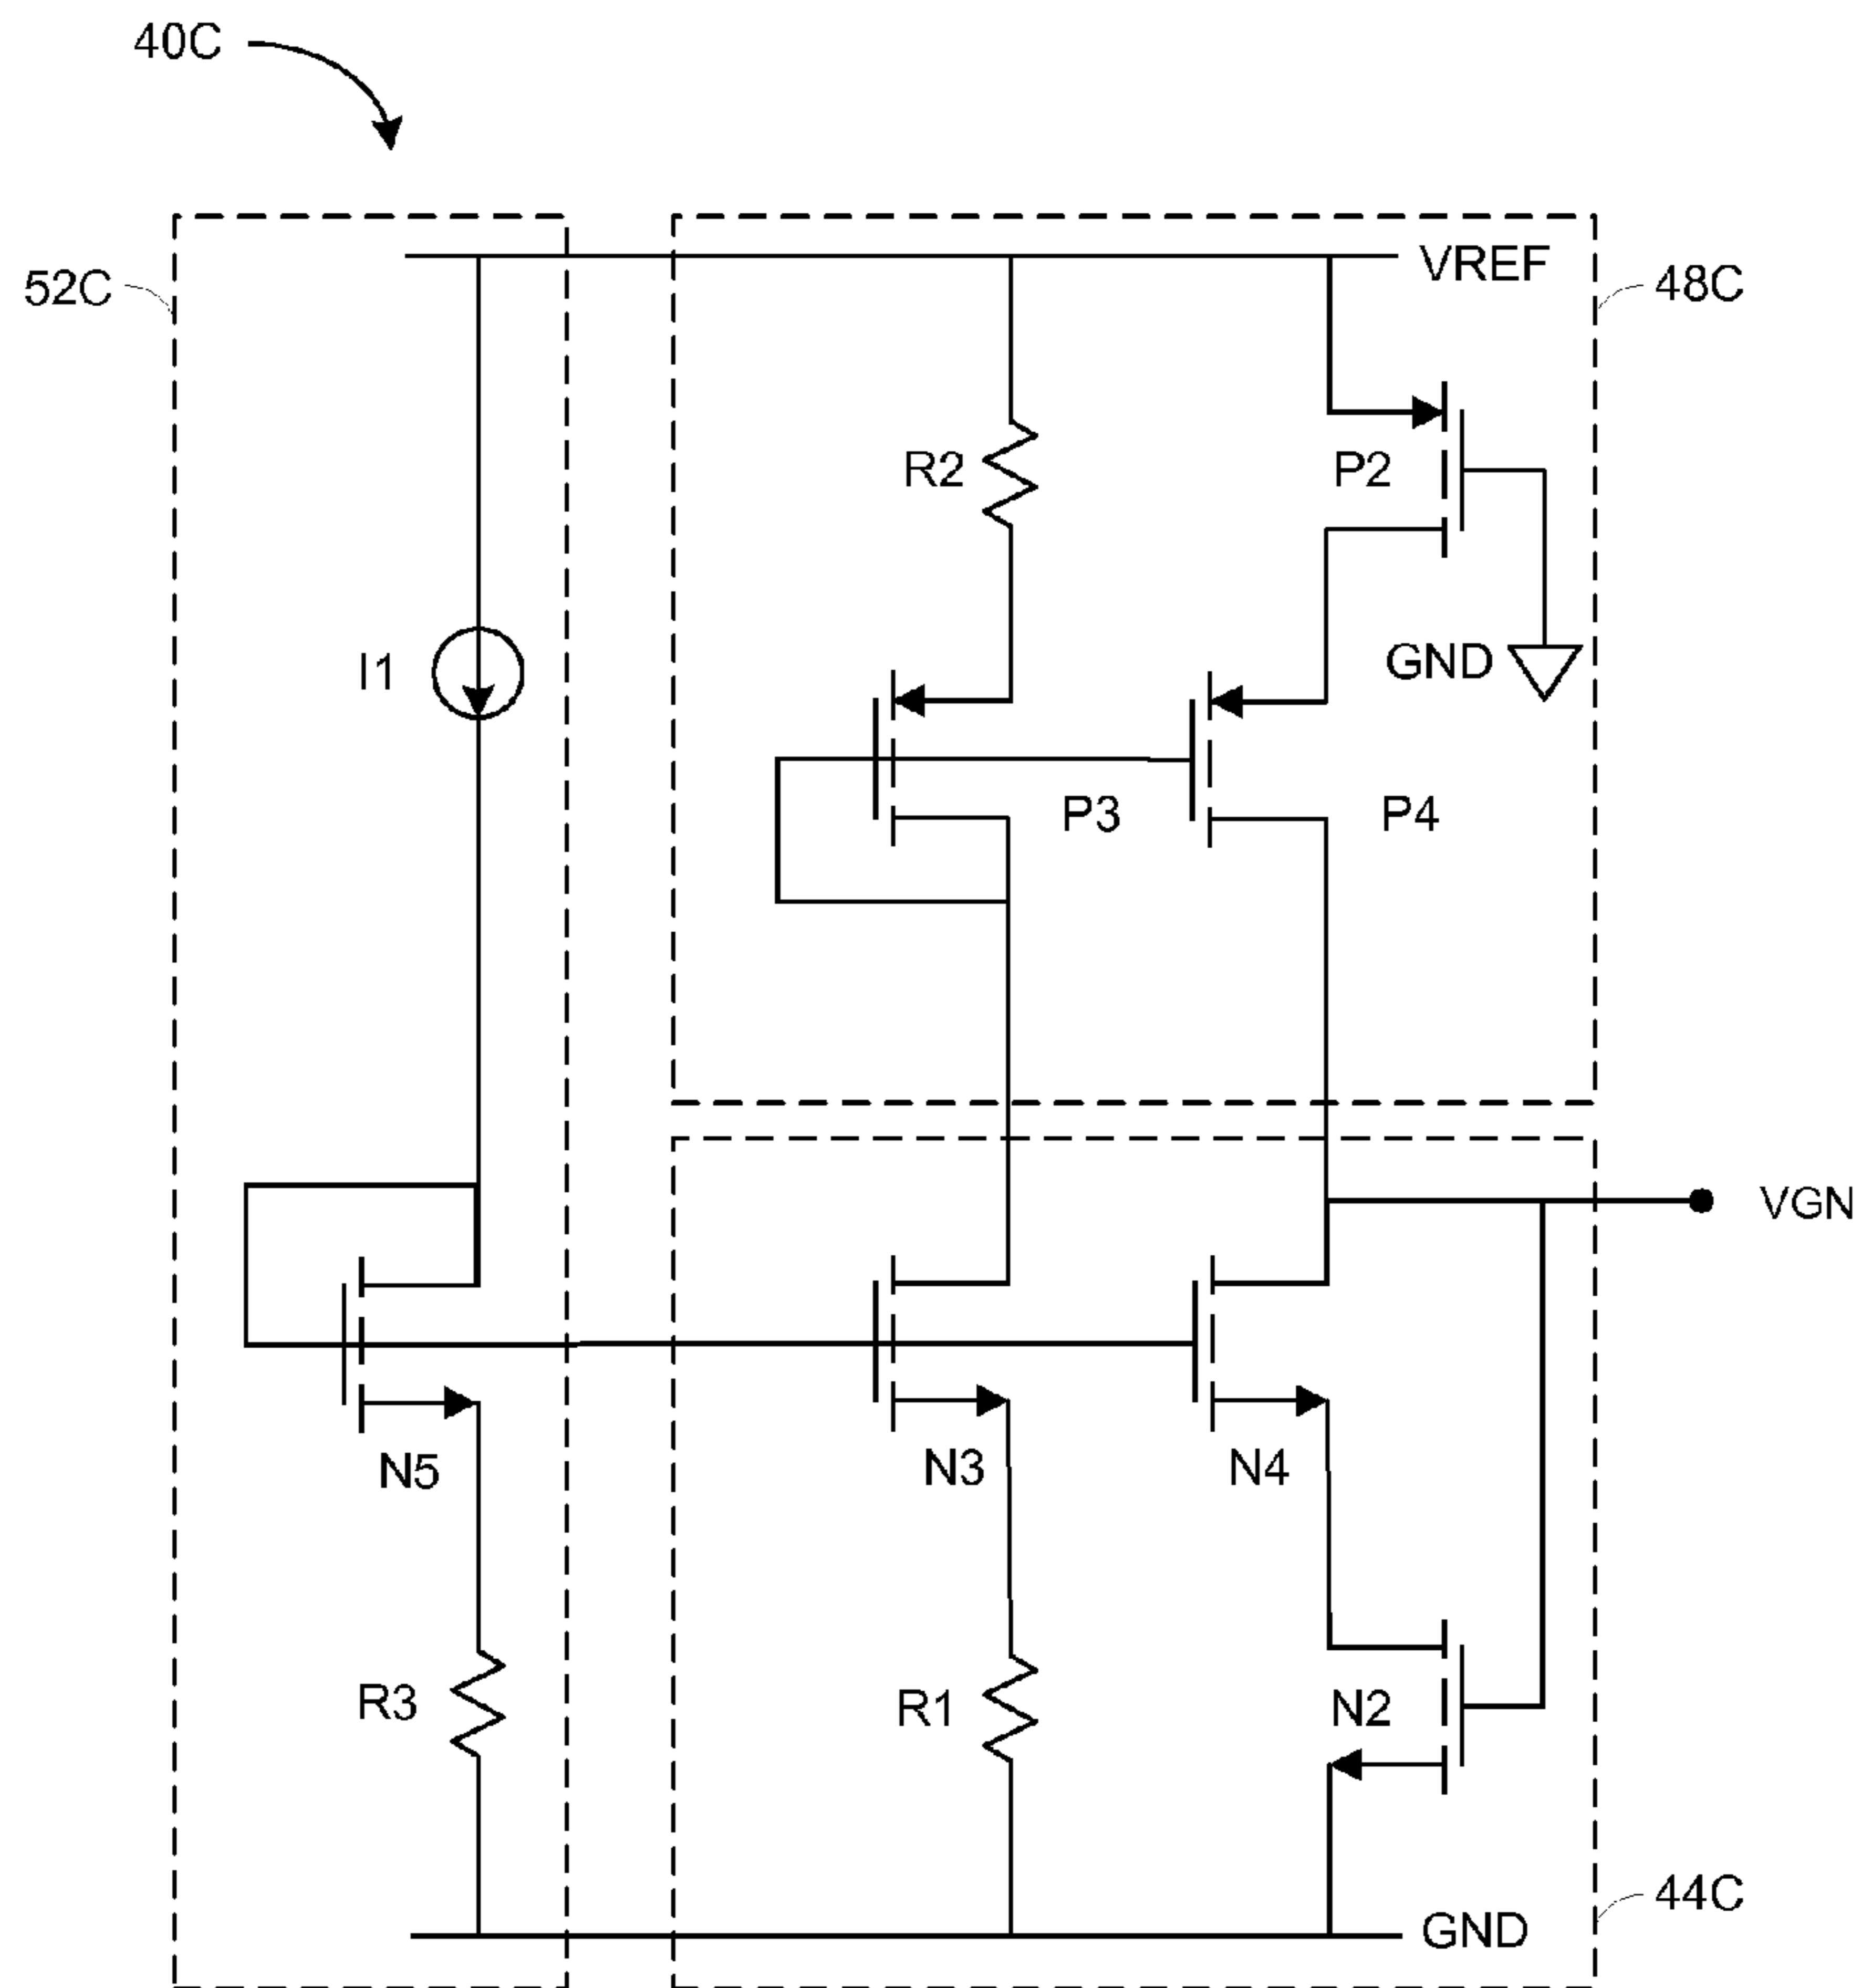 40C
52C
VREF
48C
R2
P2
I1
GND
P3
P4
VGN
N5
N3
N4
R3
R1
N2
44C
GND